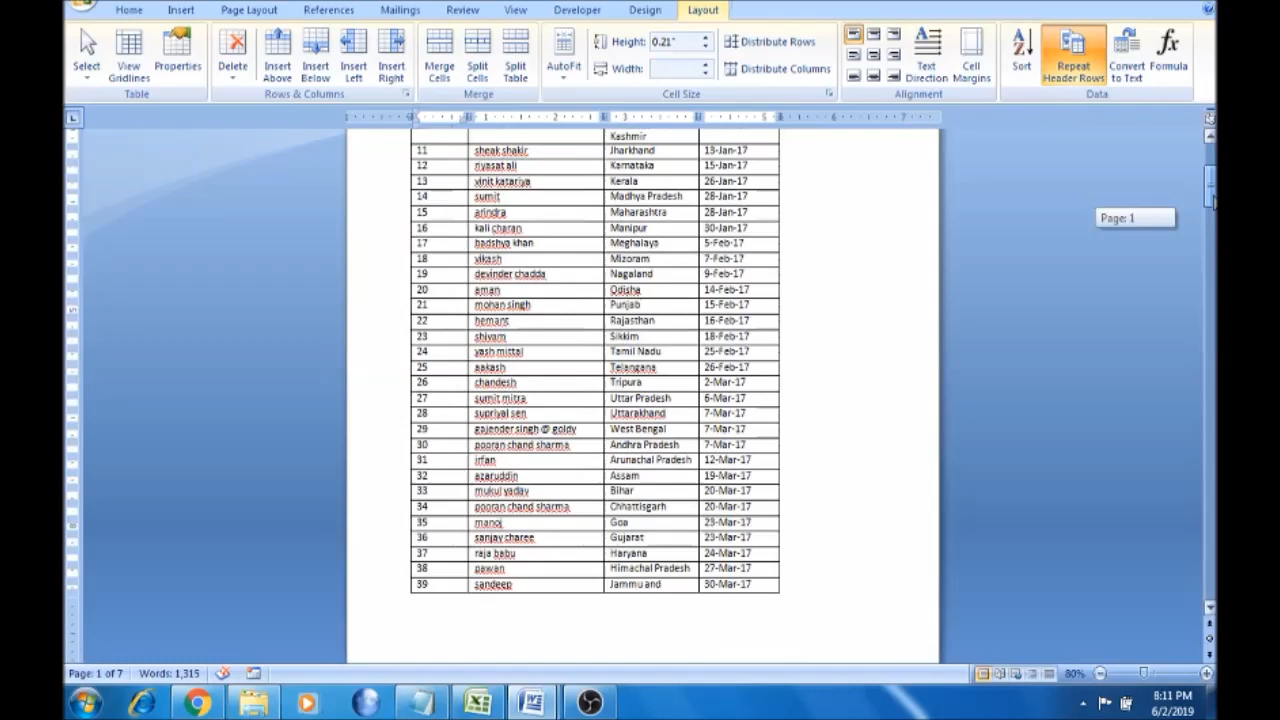 Home Insert Page Layout References Mailings Review View Developer Design Layout
Select
View Gridlines
Properties
Table
Delete
Insert Above
Insert Below
Insert Left
Insert Right
Rows & Columns
Merge Cells
Split Cells
Split Table
Merge
AutoFit
Height: 0.21"
Width:
Distribute Rows
Distribute Columns
Cell Size
Text Direction
Cell Margins
Alignment
Sort
Repeat Header Rows
Convert to Text
Formula
Data
1 2 3 5 6 7
Kashmir
11 sheak shakir Jharkhand 13-Jan-17
12 riyasat ali Karnataka 15-Jan-17
13 vinit katariya Kerala 26-Jan-17
14 sumit Madhya Pradesh 28-Jan-17
15 arindra Maharashtra 28-Jan-17
16 kali charan Manipur 30-Jan-17
17 badshya khan Meghalaya 5-Feb-17
18 vikash Mizoram 7-Feb-17
19 devinder chadda Nagaland 9-Feb-17
20 aman Odisha 14-Feb-17
21 mohan singh Punjab 15-Feb-17
22 hemant Rajasthan 16-Feb-17
23 shivam Sikkim 18-Feb-17
24 yash mittal Tamil Nadu 25-Feb-17
25 aakash Telangana 26-Feb-17
26 chandesh Tripura 2-Mar-17
27 sumit mitra Uttar Pradesh 6-Mar-17
28 supriyal sen Uttarakhand 7-Mar-17
29 gajender singh @ goldy West Bengal 7-Mar-17
30 pooran chand sharma Andhra Pradesh 7-Mar-17
31 irfan Arunachal Pradesh 12-Mar-17
32 azaruddin Assam 19-Mar-17
33 mukul yadav Bihar 20-Mar-17
34 pooran chand sharma Chhattisgarh 20-Mar-17
35 manoj Goa 23-Mar-17
36 sanjay charee Gujarat 23-Mar-17
37 raja babu Haryana 24-Mar-17
38 pawan Himachal Pradesh 27-Mar-17
39 sandeep Jammu and 30-Mar-17
Page: 1
Page: 1 of 7 Words: 1,315 80%
8:11 PM
6/2/2019